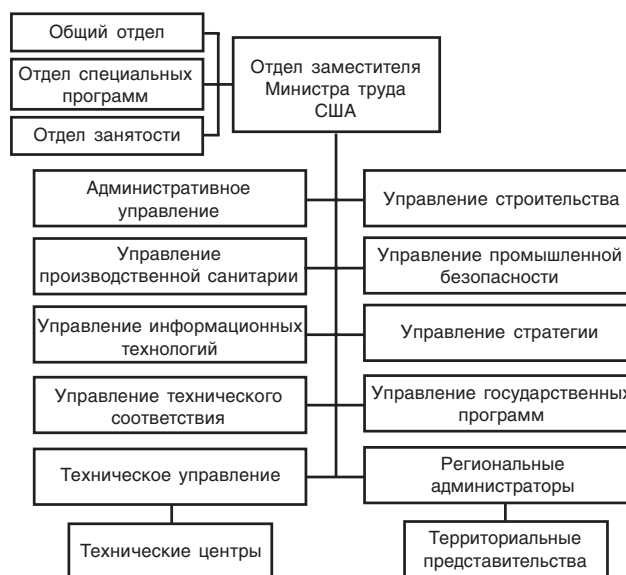 Общий отдел
Отдел специальных
программ
Отдел занятости
Отдел заместителя
Министра труда
США
Административное
управление
Управление строительства
Управление
производственной санитарии
Управление промышленной
безопасности
Управление информационных
технологий
Управление стратегии
Управление технического
соответствия
Управление государственных
программ
Техническое управление
Региональные
администраторы
Технические центры
Территориальные
представительства